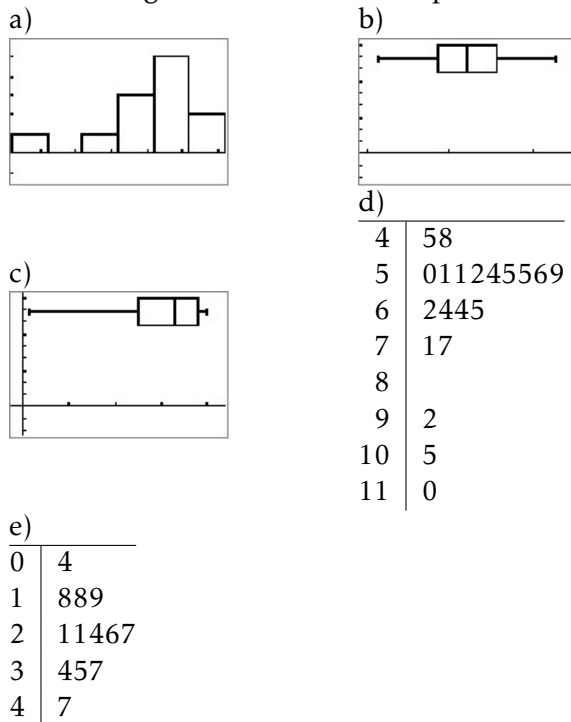 a)
b)
c)
d)
4 | 58
5 | 011245569
6 | 2445
7 | 17
8 |
9 | 2
10 | 5
11 | 0
e)
0 | 4
1 | 889
2 | 11467
3 | 457
4 | 7